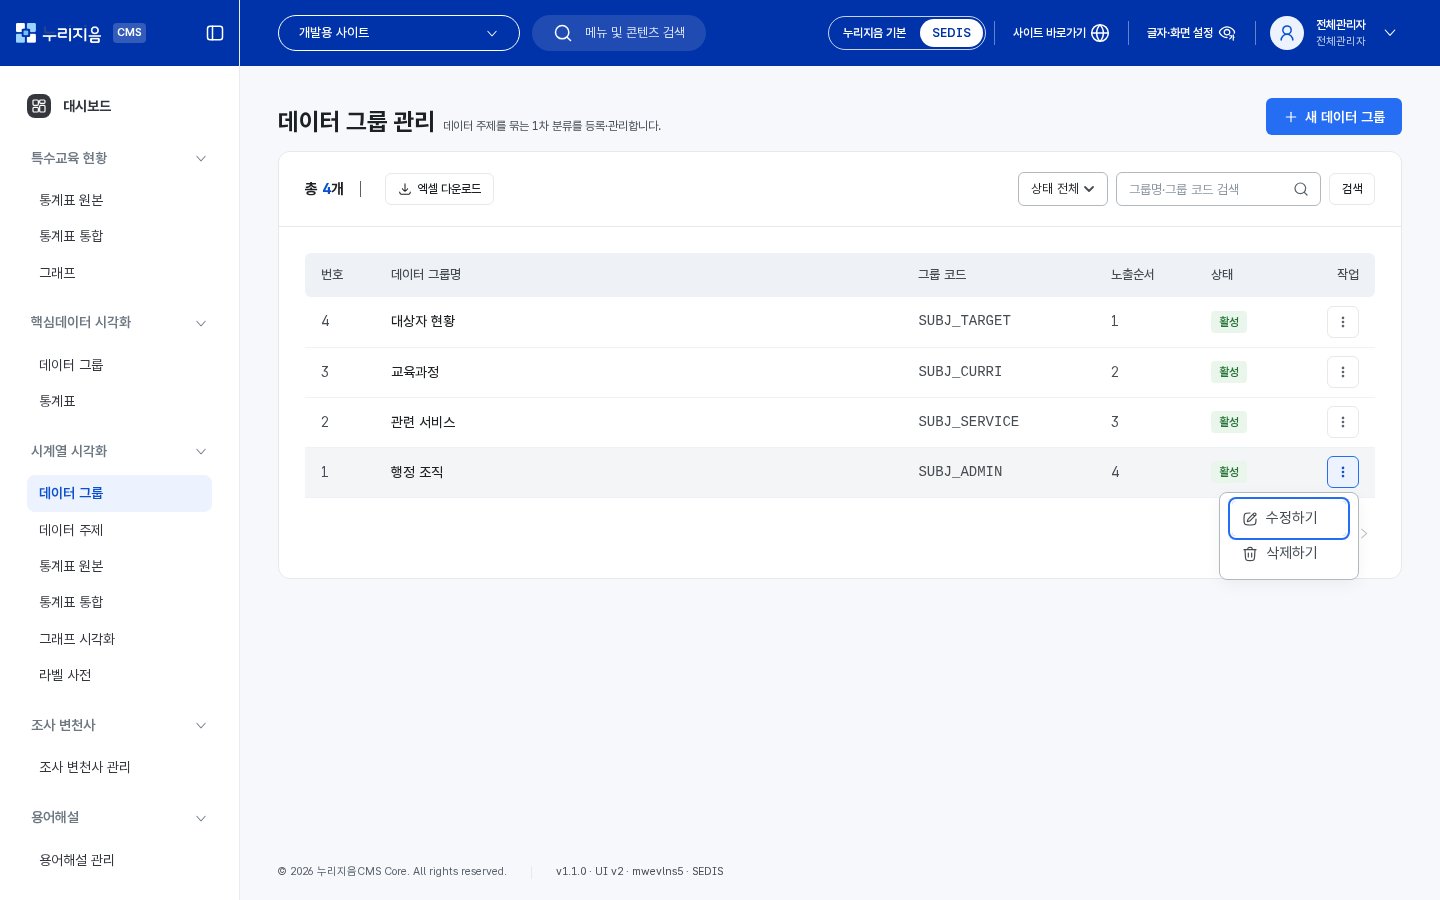 누리지음 CMS
개발용 사이트
메뉴 및 콘텐츠 검색
누리지음 기본
SEDIS
사이트 바로가기
글자·화면 설정
전체관리자
전체관리자
대시보드
특수교육 현황
통계표 원본
통계표 통합
그래프
핵심데이터 시각화
데이터 그룹
통계표
시계열 시각화
데이터 그룹
데이터 주제
통계표 원본
통계표 통합
그래프 시각화
라벨 사전
조사 변천사
조사 변천사 관리
용어해설
용어해설 관리
데이터 그룹 관리 데이터 주제를 묶는 1차 분류를 등록·관리합니다.
새 데이터 그룹
총 4개
엑셀 다운로드
상태 전체
그룹명·그룹 코드 검색
검색
번호 데이터 그룹명 그룹 코드 노출순서 상태 작업
4 대상자 현황 SUBJ_TARGET 1 활성
3 교육과정 SUBJ_CURRI 2 활성
2 관련 서비스 SUBJ_SERVICE 3 활성
1 행정 조직 SUBJ_ADMIN 4 활성
수정하기
삭제하기
© 2026 누리지음CMS Core. All rights reserved.
v1.1.0 · UI v2 · mwevlns5 · SEDIS